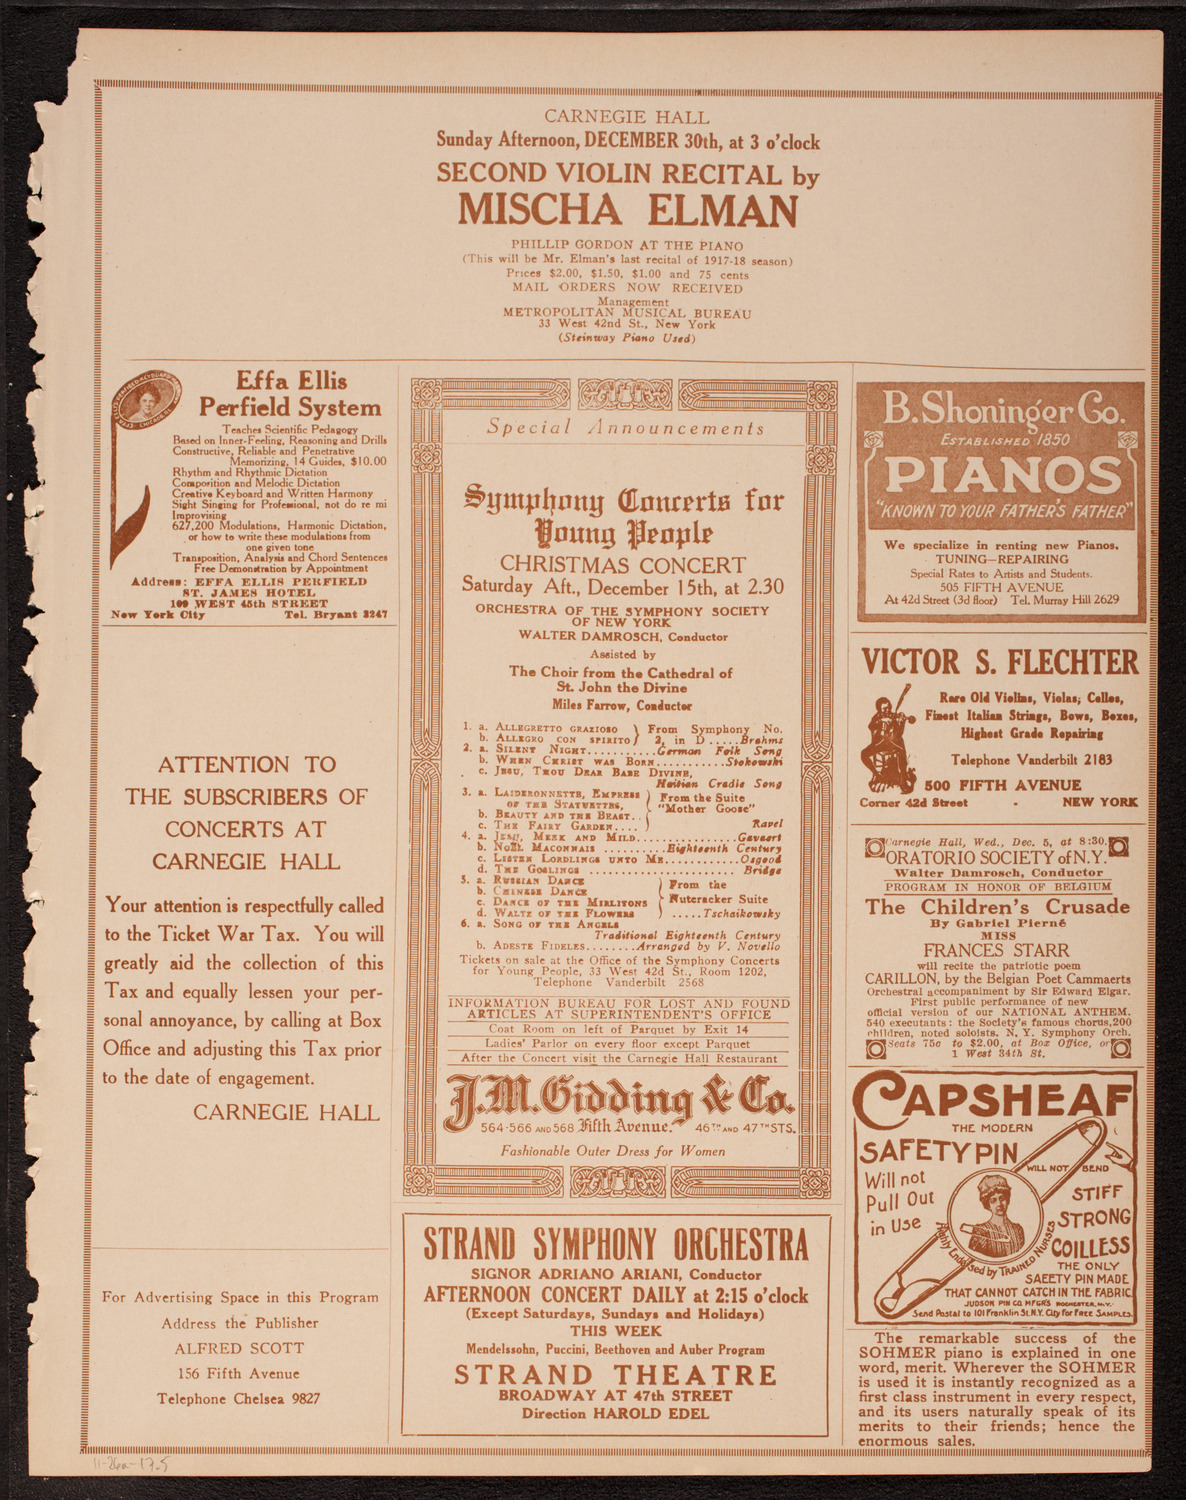 CARNEGIE HALL
Sunday Afternoon, DECEMBER 30th, at 3 o'clock
SECOND VIOLIN RECITAL by
MISCHA ELMAN
PHILLIP GORDON AT THE PIANO
(This will be Mr. Elman's last recital of 1917-18 season)
Prices $2.00, $1.50, $1.00 and 75 cents
MAIL ORDERS NOW RECEIVED
Management
METROPOLITAN MUSICAL BUREAU
33 West 42nd St., New York
(Steinway Piano Used)
Effa Ellis
Perfield System
Teaches Scientific Pedagogy
Based on Inner-Feeling, Reasoning and Drills
Constructive, Reliable and Penetrative
Memorizing, 14 Guides, $10.00
Rhythm and Rhythmic Dictation
Composition and Melodic Dictation
Creative Keyboard and Written Harmony
Sight Singing for Professional, not do re mi
Improvising
627,200 Modulations, Harmonic Dictation,
or how to write these modulations from
one given tone
Transposition, Analysis and Chord Sentences
Free Demonstration by Appointment
Address: EFFA ELLIS PERFIELD
ST. JAMES HOTEL
109 WEST 45th STREET
New York City Tel. Bryant 3247
ATTENTION TO
THE SUBSCRIBERS OF
CONCERTS AT
CARNEGIE HALL
Your attention is respectfully called
to the Ticket War Tax. You will
greatly aid the collection of this
Tax and equally lessen your per-
sonal annoyance, by calling at Box
Office and adjusting this Tax prior
to the date of engagement.
CARNEGIE HALL
For Advertising Space in this Program
Address the Publisher
ALFRED SCOTT
156 Fifth Avenue
Telephone Chelsea 9827
11-26a-17-5
Special Announcements
Symphony Concerts for
Young People
CHRISTMAS CONCERT
Saturday Aft., December 15th, at 2.30
ORCHESTRA OF THE SYMPHONY SOCIETY
OF NEW YORK
WALTER DAMROSCH, Conductor
Assisted by
The Choir from the Cathedral of
St. John the Divine
Miles Farrow, Conductor
1. a. ALLEGRETTO GRAZIOSO } From Symphony No.
b. ALLEGRO CON SPIRITO } 2, in D .....Brahms
2. a. SILENT NIGHT..........German Folk Song
b. WHEN CHRIST WAS BORN..........Stokowski
c. JESU, THOU DEAR BABE DIVINE,
Haitian Cradle Song
3. a. LAIDERONNETTE, EMPRESS } From the Suite
OF THE STATUETTES, "Mother Goose"
b. BEAUTY AND THE BEAST..
c. THE FAIRY GARDEN.... } Ravel
4. a. JESU, MEEK AND MILD..............Gevaert
b. NOËL MACONNAIS ..........Eighteenth Century
c. LISTEN LORDLINGS UNTO ME...........Osgood
d. THE GOSLINGS ......................Bridge
5. a. RUSSIAN DANCE } From the
b. CHINESE DANCE
c. DANCE OF THE MIRLITONS Nutcracker Suite
d. WALTZ OF THE FLOWERS } .....Tschaikowsky
6. a. SONG OF THE ANGELS
Traditional Eighteenth Century
b. ADESTE FIDELES........Arranged by V. Novello
Tickets on sale at the Office of the Symphony Concerts
for Young People, 33 West 42d St., Room 1202,
Telephone Vanderbilt 2568
INFORMATION BUREAU FOR LOST AND FOUND
ARTICLES AT SUPERINTENDENT'S OFFICE
Coat Room on left of Parquet by Exit 14
Ladies' Parlor on every floor except Parquet
After the Concert visit the Carnegie Hall Restaurant
J.M. Gidding & Co.
564-566 AND 568 Fifth Avenue. 46TH AND 47TH STS.
Fashionable Outer Dress for Women
STRAND SYMPHONY ORCHESTRA
SIGNOR ADRIANO ARIANI, Conductor
AFTERNOON CONCERT DAILY at 2:15 o'clock
(Except Saturdays, Sundays and Holidays)
THIS WEEK
Mendelssohn, Puccini, Beethoven and Auber Program
STRAND THEATRE
BROADWAY AT 47th STREET
Direction HAROLD EDEL
B. Shoninger Co.
ESTABLISHED 1850
PIANOS
"KNOWN TO YOUR FATHER'S FATHER"
We specialize in renting new Pianos.
TUNING—REPAIRING
Special Rates to Artists and Students.
505 FIFTH AVENUE
At 42d Street (3d floor) Tel. Murray Hill 2629
VICTOR S. FLECHTER
Rare Old Violins, Violas, Cellos,
Finest Italian Strings, Bows, Boxes,
Highest Grade Repairing
Telephone Vanderbilt 2183
500 FIFTH AVENUE
Corner 42d Street - NEW YORK
Carnegie Hall, Wed., Dec. 5, at 8:30.
ORATORIO SOCIETY of N.Y.
Walter Damrosch, Conductor
PROGRAM IN HONOR OF BELGIUM
The Children's Crusade
By Gabriel Pierné
MISS
FRANCES STARR
will recite the patriotic poem
CARILLON, by the Belgian Poet Cammaerts
Orchestral accompaniment by Sir Edward Elgar.
First public performance of new
official version of our NATIONAL ANTHEM.
540 executants: the Society's famous chorus, 200
children, noted soloists, N. Y. Symphony Orch.
Seats 75c to $2.00, at Box Office, or
1 West 34th St.
CAPSHEAF
THE MODERN
SAFETY PIN
WILL NOT BEND
Will not
Pull Out
in Use
STIFF
STRONG
COILLESS
Highly Endorsed by TRAINED NURSES
THE ONLY
SAFETY PIN MADE
THAT CANNOT CATCH IN THE FABRIC
JUDSON PIN CO. MFGRS ROCHESTER, N.Y.
Send Postal to 101 Franklin St. N.Y. City for Free SAMPLES.
The remarkable success of the
SOHMER piano is explained in one
word, merit. Wherever the SOHMER
is used it is instantly recognized as a
first class instrument in every respect,
and its users naturally speak of its
merits to their friends; hence the
enormous sales.